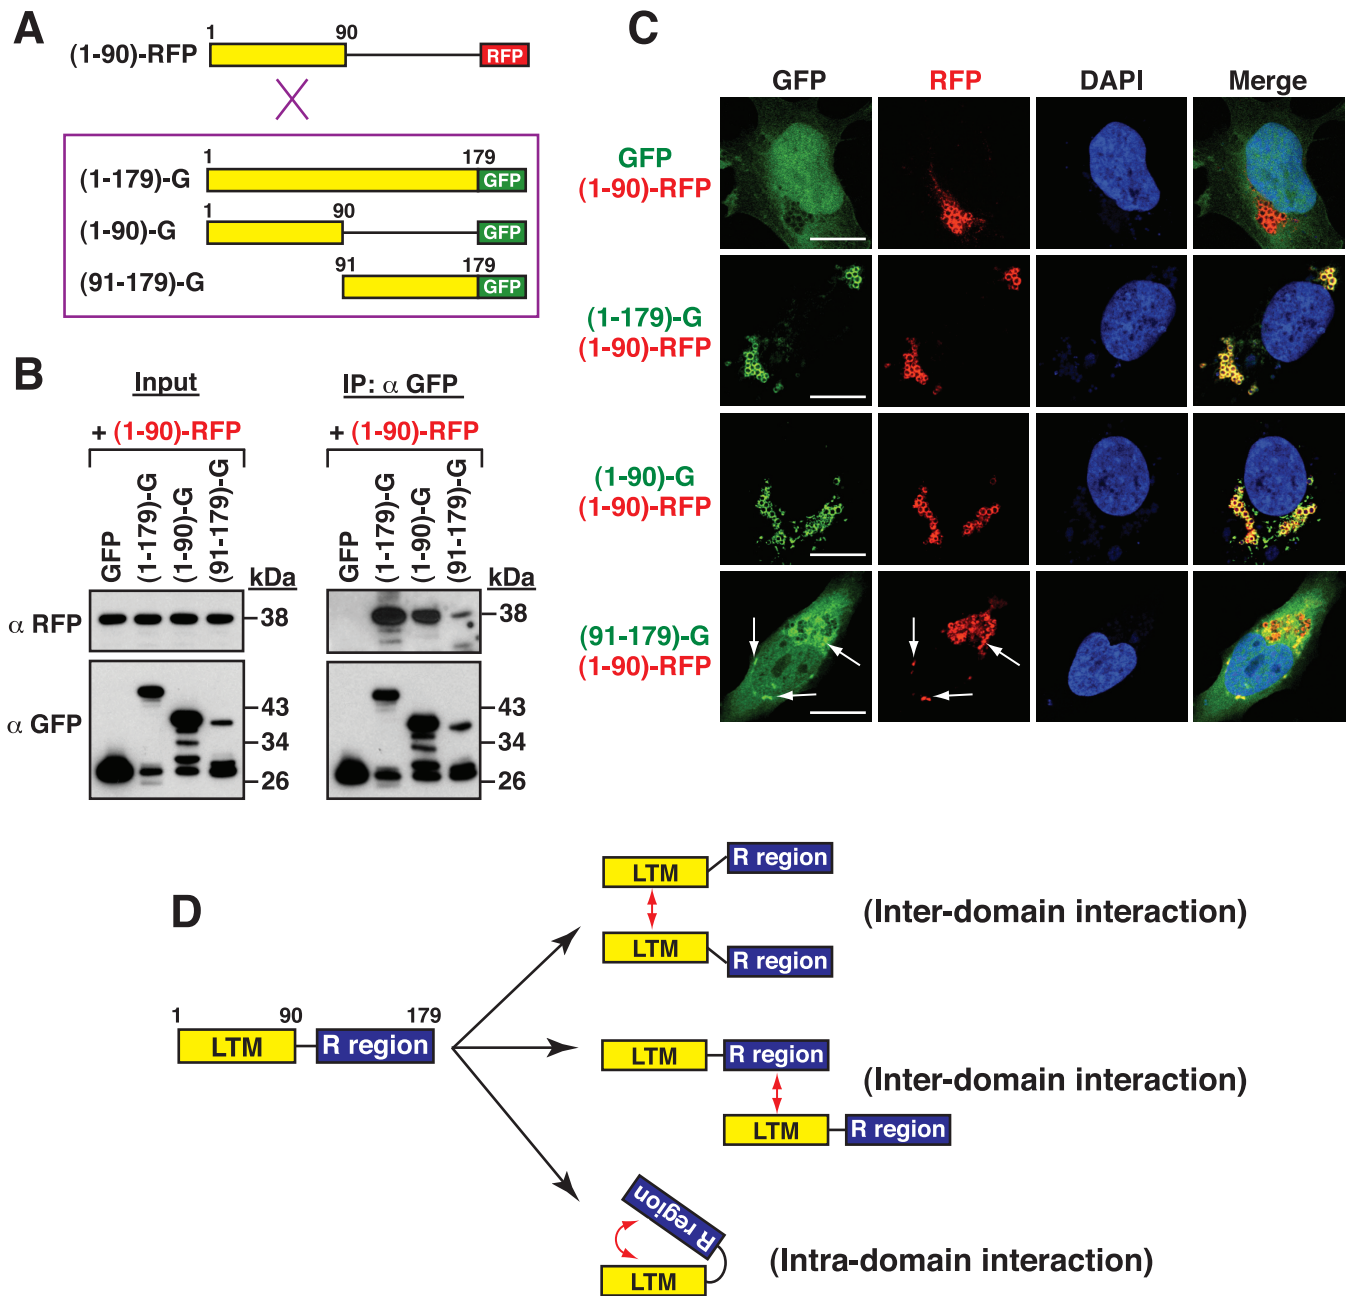 A
(1-90)-RFP
1
90
RFP
1
179
(1-179)-G
GFP
1
90
(1-90)-G
GFP
91
179
(91-179)-G
GFP
B
Input
IP: α GFP
+ (1-90)-RFP
+ (1-90)-RFP
GFP
(1-179)-G
(1-90)-G
(91-179)-G
kDa
GFP
(1-179)-G
(1-90)-G
(91-179)-G
kDa
α RFP
38
38
α GFP
43
34
26
43
34
26
C
GFP
RFP
DAPI
Merge
GFP
(1-90)-RFP
(1-179)-G
(1-90)-RFP
(1-90)-G
(1-90)-RFP
(91-179)-G
(1-90)-RFP
D
1
90
179
LTM
R region
LTM
R region
LTM
R region
(Inter-domain interaction)
LTM
R region
LTM
R region
(Inter-domain interaction)
R region
LTM
(Intra-domain interaction)